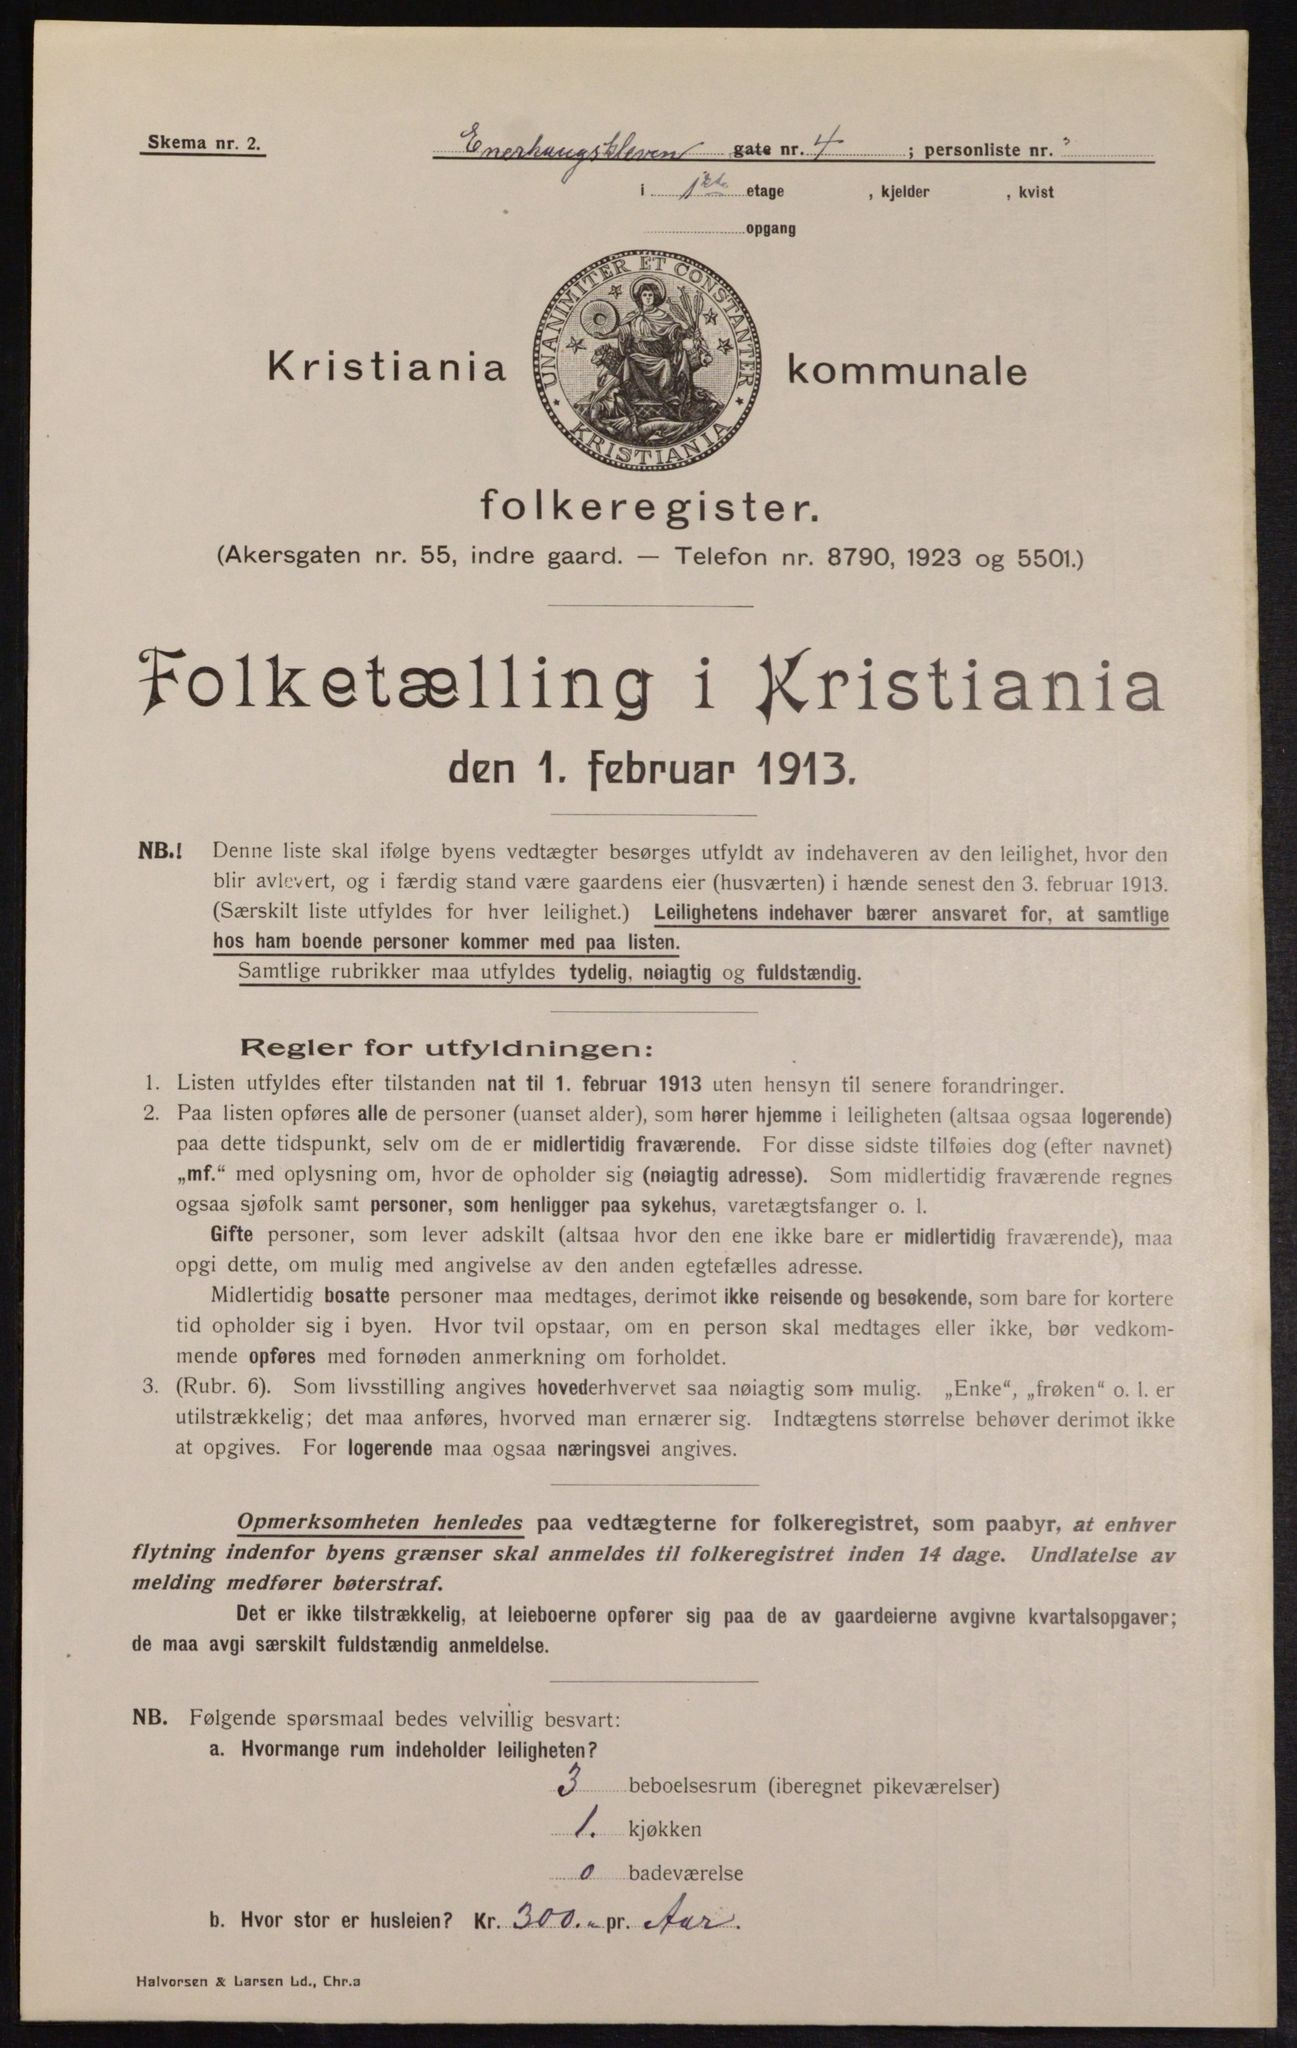 Skema nr. 2.
Enerhaugskleven gate nr. 4 ; personliste nr. 3
i 1ste etage , kjelder , kvist
opgang
UNANIMITER ET CONSTANTER
KRISTIANIA
Kristiania kommunale
folkeregister.
(Akersgaten nr. 55, indre gaard. — Telefon nr. 8790, 1923 og 5501.)
Folketælling i Kristiania
den 1. februar 1913.
NB.! Denne liste skal ifølge byens vedtægter besørges utfyldt av indehaveren av den leilighet, hvor den
blir avlevert, og i færdig stand være gaardens eier (husværten) i hænde senest den 3. februar 1913.
(Særskilt liste utfyldes for hver leilighet.) Leilighetens indehaver bærer ansvaret for, at samtlige
hos ham boende personer kommer med paa listen.
Samtlige rubrikker maa utfyldes tydelig, nøiagtig og fuldstændig.
Regler for utfyldningen:
1. Listen utfyldes efter tilstanden nat til 1. februar 1913 uten hensyn til senere forandringer.
2. Paa listen opføres alle de personer (uanset alder), som hører hjemme i leiligheten (altsaa ogsaa logerende)
paa dette tidspunkt, selv om de er midlertidig fraværende. For disse sidste tilføies dog (efter navnet)
„mf.“ med oplysning om, hvor de opholder sig (nøiagtig adresse). Som midlertidig fraværende regnes
ogsaa sjøfolk samt personer, som henligger paa sykehus, varetægtsfanger o. l.
Gifte personer, som lever adskilt (altsaa hvor den ene ikke bare er midlertidig fraværende), maa
opgi dette, om mulig med angivelse av den anden egtefælles adresse.
Midlertidig bosatte personer maa medtages, derimot ikke reisende og besøkende, som bare for kortere
tid opholder sig i byen. Hvor tvil opstaar, om en person skal medtages eller ikke, bør vedkom-
mende opføres med fornøden anmerkning om forholdet.
3. (Rubr. 6). Som livsstilling angives hovederhvervet saa nøiagtig som mulig. „Enke“, „frøken“ o. l. er
utilstrækkelig; det maa anføres, hvorved man ernærer sig. Indtægtens størrelse behøver derimot ikke
at opgives. For logerende maa ogsaa næringsvei angives.
Opmerksomheten henledes paa vedtægterne for folkeregistret, som paabyr, at enhver
flytning indenfor byens grænser skal anmeldes til folkeregistret inden 14 dage. Undlatelse av
melding medfører bøterstraf.
Det er ikke tilstrækkelig, at leieboerne opfører sig paa de av gaardeierne avgivne kvartalsopgaver;
de maa avgi særskilt fuldstændig anmeldelse.
NB. Følgende spørsmaal bedes velvillig besvart:
a. Hvormange rum indeholder leiligheten?
3 beboelsesrum (iberegnet pikeværelser)
1. kjøkken
0 badeværelse
b. Hvor stor er husleien? Kr. 300.- pr. Aar.
Halvorsen & Larsen Ld., Chr.a